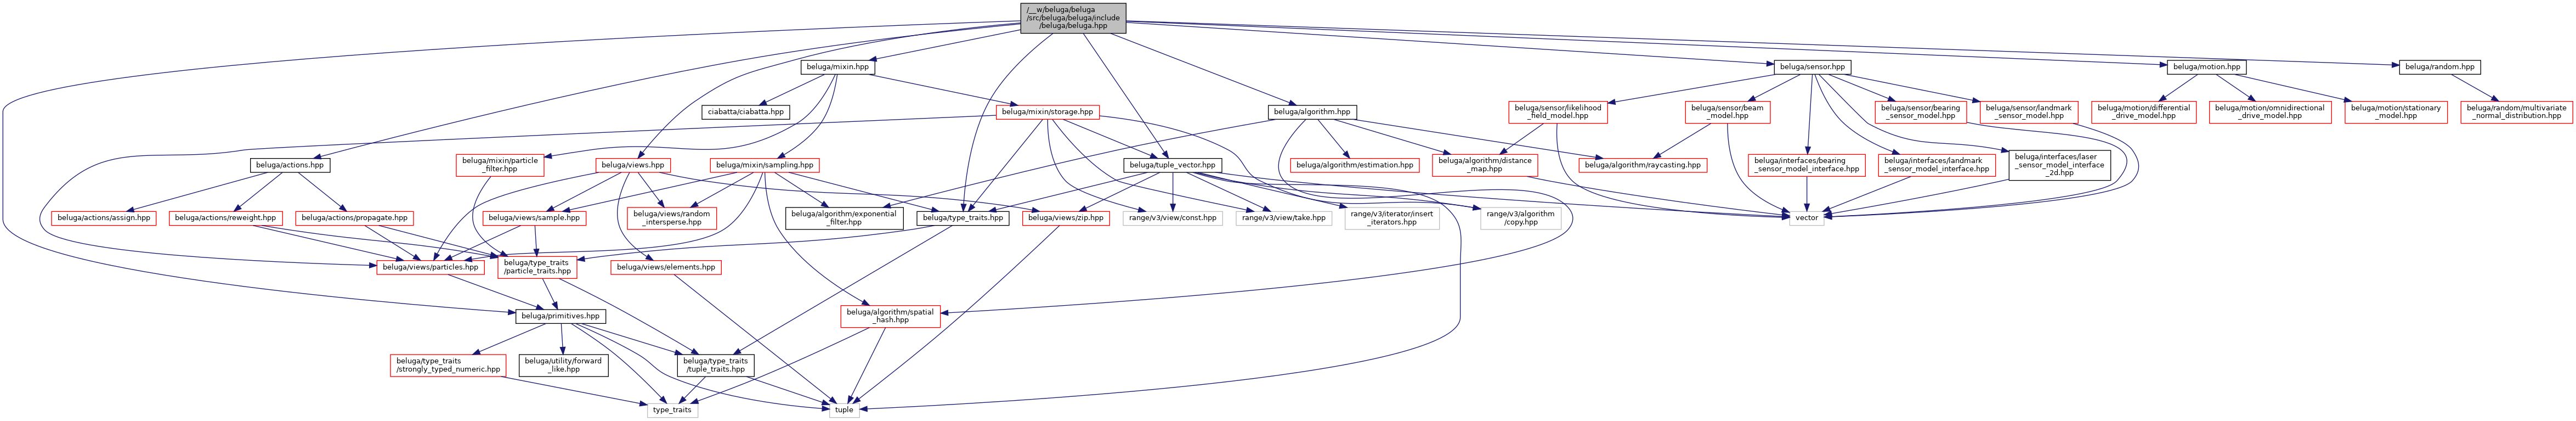 /__w/beluga/beluga
/src/beluga/beluga/include
/beluga/beluga.hpp
beluga/mixin.hpp
beluga/sensor.hpp
beluga/motion.hpp
beluga/random.hpp
ciabatta/ciabatta.hpp
beluga/mixin/storage.hpp
beluga/algorithm.hpp
beluga/sensor/likelihood
_field_model.hpp
beluga/sensor/beam
_model.hpp
beluga/sensor/bearing
_sensor_model.hpp
beluga/sensor/landmark
_sensor_model.hpp
beluga/motion/differential
_drive_model.hpp
beluga/motion/omnidirectional
_drive_model.hpp
beluga/motion/stationary
_model.hpp
beluga/random/multivariate
_normal_distribution.hpp
beluga/actions.hpp
beluga/mixin/particle
_filter.hpp
beluga/views.hpp
beluga/mixin/sampling.hpp
beluga/tuple_vector.hpp
beluga/algorithm/estimation.hpp
beluga/algorithm/distance
_map.hpp
beluga/algorithm/raycasting.hpp
beluga/interfaces/bearing
_sensor_model_interface.hpp
beluga/interfaces/landmark
_sensor_model_interface.hpp
beluga/interfaces/laser
_sensor_model_interface
_2d.hpp
beluga/actions/assign.hpp
beluga/actions/reweight.hpp
beluga/actions/propagate.hpp
beluga/views/sample.hpp
beluga/views/random
_intersperse.hpp
beluga/algorithm/exponential
_filter.hpp
beluga/type_traits.hpp
beluga/views/zip.hpp
range/v3/view/const.hpp
range/v3/view/take.hpp
range/v3/iterator/insert
_iterators.hpp
range/v3/algorithm
/copy.hpp
vector
beluga/views/particles.hpp
beluga/type_traits
/particle_traits.hpp
beluga/views/elements.hpp
beluga/primitives.hpp
beluga/algorithm/spatial
_hash.hpp
beluga/type_traits
/strongly_typed_numeric.hpp
beluga/utility/forward
_like.hpp
beluga/type_traits
/tuple_traits.hpp
type_traits
tuple